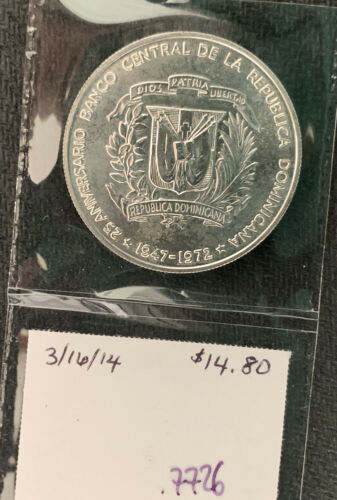 25 ANIVERSARIO BANCO CENTRAL DE LA REPUBLICA DOMINICANA
DIOS PATRIA LIBERTAD
REPUBLICA DOMINICANA
★ 1947-1972 ★
3/16/14 $14.80
.7726